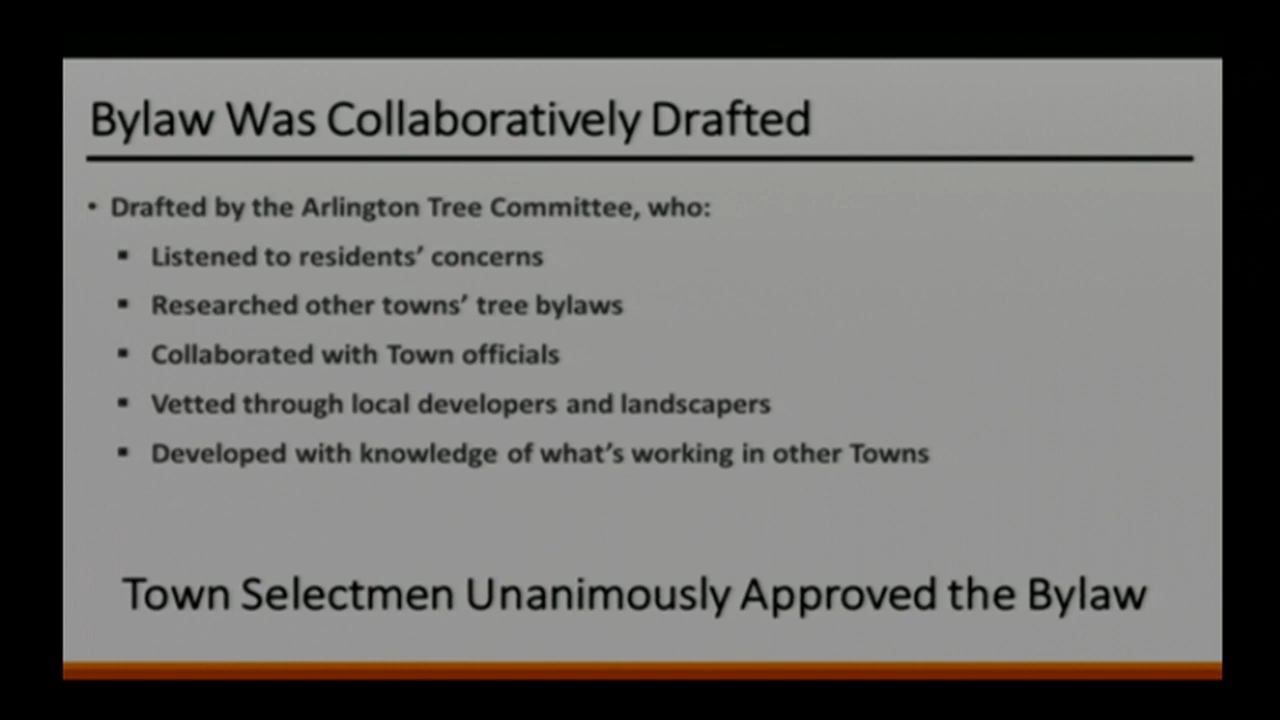 Bylaw Was Collaboratively Drafted
• Drafted by the Arlington Tree Committee, who:
▪ Listened to residents’ concerns
▪ Researched other towns’ tree bylaws
▪ Collaborated with Town officials
▪ Vetted through local developers and landscapers
▪ Developed with knowledge of what’s working in other Towns
Town Selectmen Unanimously Approved the Bylaw